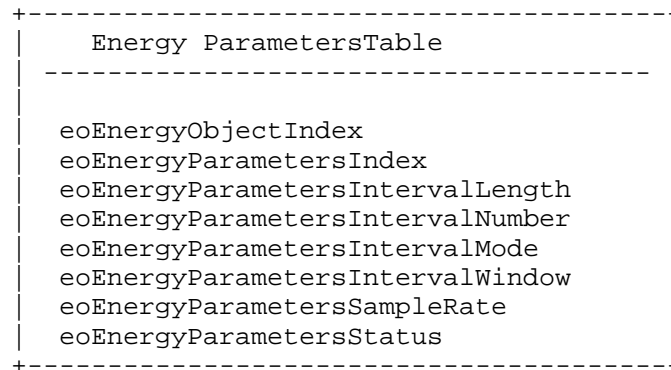 Energy ParametersTable
eoEnergyObjectIndex
eoEnergyParametersIndex
eoEnergyParametersIntervalLength
eoEnergyParametersIntervalNumber
eoEnergyParametersIntervalMode
eoEnergyParametersIntervalWindow
eoEnergyParametersSampleRate
eoEnergyParametersStatus